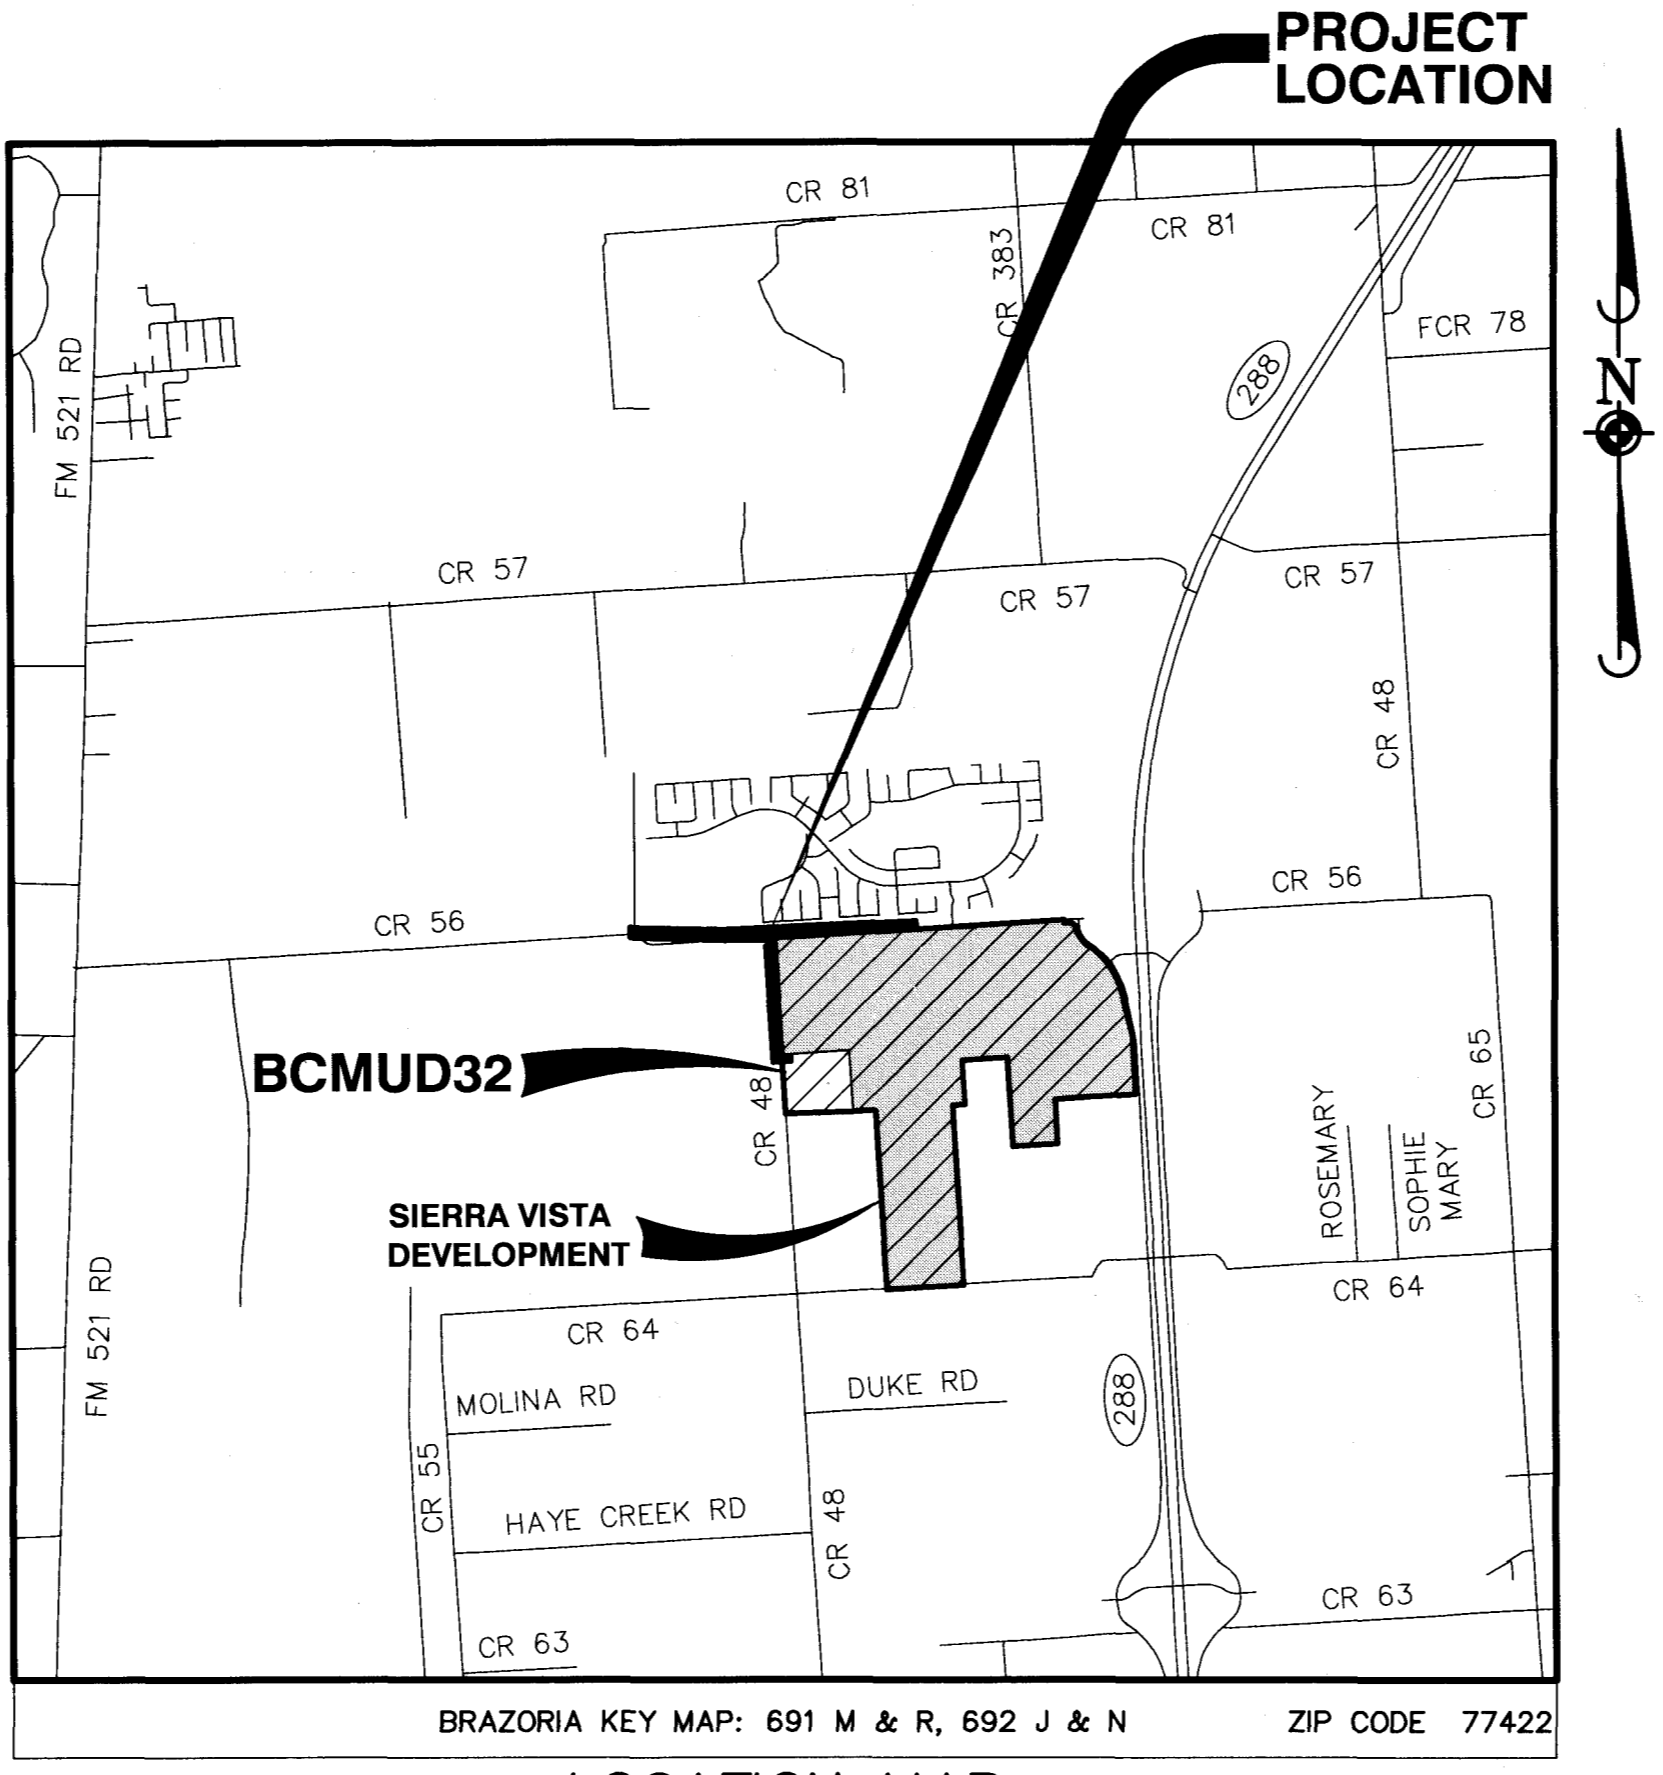 PROJECT
LOCATION
CR 81
CR 81
CR 383
FCR 78
288
N
FM 521 RD
CR 57
CR 57
CR 57
CR 48
CR 56
CR 56
BCMUD32
CR 48
CR 65
ROSEMARY
SOPHIE
MARY
SIERRA VISTA
DEVELOPMENT
FM 521 RD
CR 64
CR 64
MOLINA RD
DUKE RD
288
CR 55
HAYE CREEK RD
CR 48
CR 63
CR 63
BRAZORIA KEY MAP: 691 M & R, 692 J & N ZIP CODE 77422